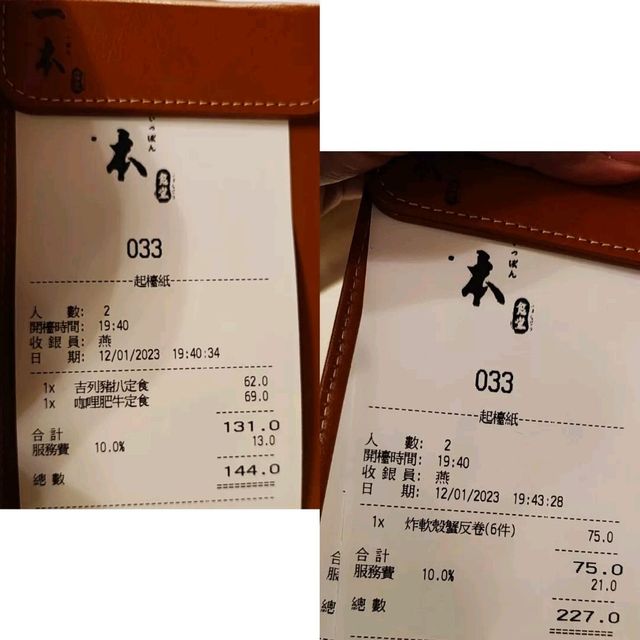 一本
いっぽん
本
食堂
033
起檯紙
人 數: 2
開檯時間: 19:40
收銀員: 燕
日 期: 12/01/2023 19:40:34
1x 吉列豬扒定食 62.0
1x 咖哩肥牛定食 69.0
合計 131.0
服務費 10.0% 13.0
總數 144.0
っぽん
本
食堂
033
起檯紙
人 數: 2
開檯時間: 19:40
收銀員: 燕
日 期: 12/01/2023 19:43:28
1x 炸軟殼蟹反卷(6件) 75.0
合計 75.0
服務費 10.0% 21.0
總數 227.0